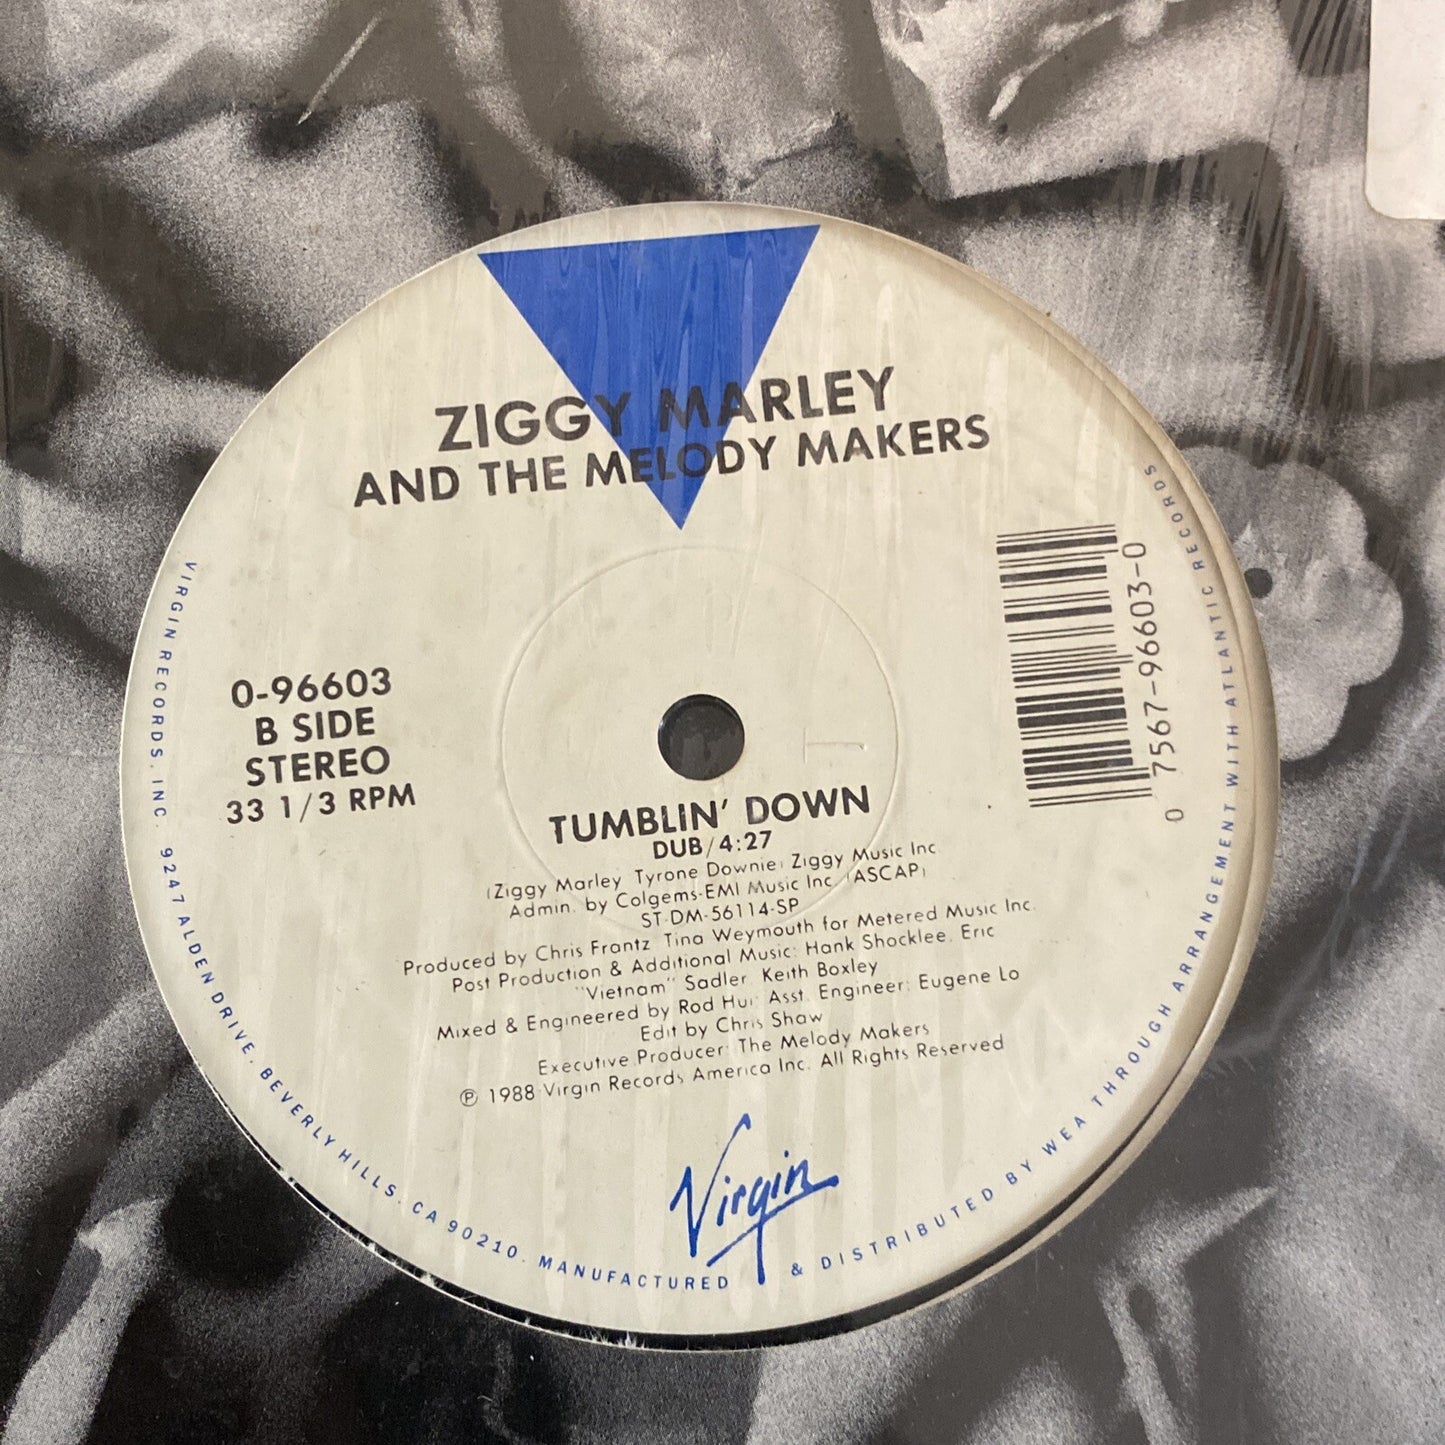 ZIGGY MARLEY
AND THE MELODY MAKERS
0-96603
B SIDE
STEREO
33 1/3 RPM
0 7567-96603-0
TUMBLIN' DOWN
DUB/4:27
(Ziggy Marley, Tyrone Downie) Ziggy Music Inc.
Admin. by Colgems-EMI Music Inc. (ASCAP)
ST-DM-56114-SP
Produced by Chris Frantz, Tina Weymouth for Metered Music Inc.
Post Production & Additional Music: Hank Shocklee, Eric
"Vietnam" Sadler, Keith Boxley
Mixed & Engineered by Rod Hui; Asst. Engineer: Eugene Lo
Edit by Chris Shaw
Executive Producer: The Melody Makers
℗ 1988 Virgin Records America Inc. All Rights Reserved
Virgin
VIRGIN RECORDS, INC. 9247 ALDEN DRIVE, BEVERLY HILLS, CA 90210. MANUFACTURED & DISTRIBUTED BY WEA THROUGH ARRANGEMENT WITH ATLANTIC RECORDS